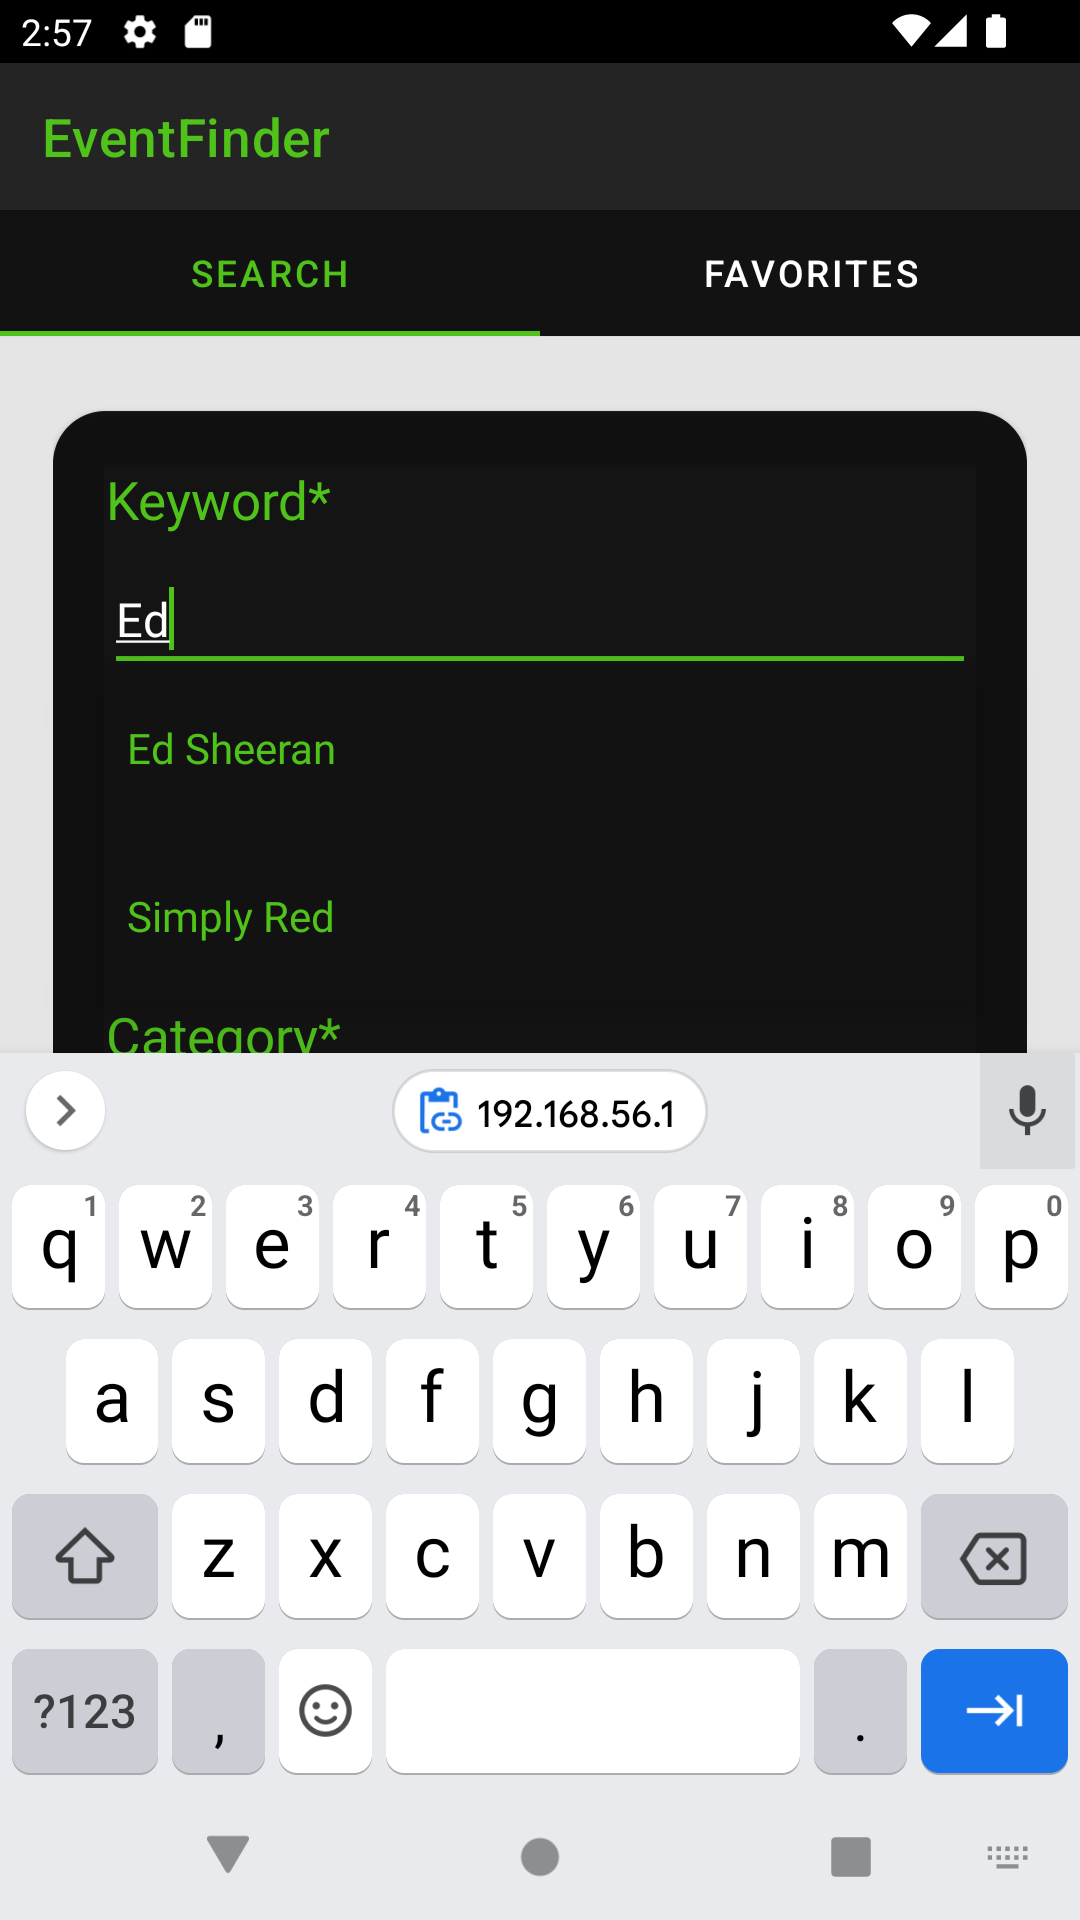 2:57
EventFinder
SEARCH FAVORITES
Keyword*
Ed
Ed Sheeran
Simply Red
Category*
192.168.56.1
1 2 3 4 5 6 7 8 9 0
q w e r t y u i o p
a s d f g h j k l
z x c v b n m
?123 , .